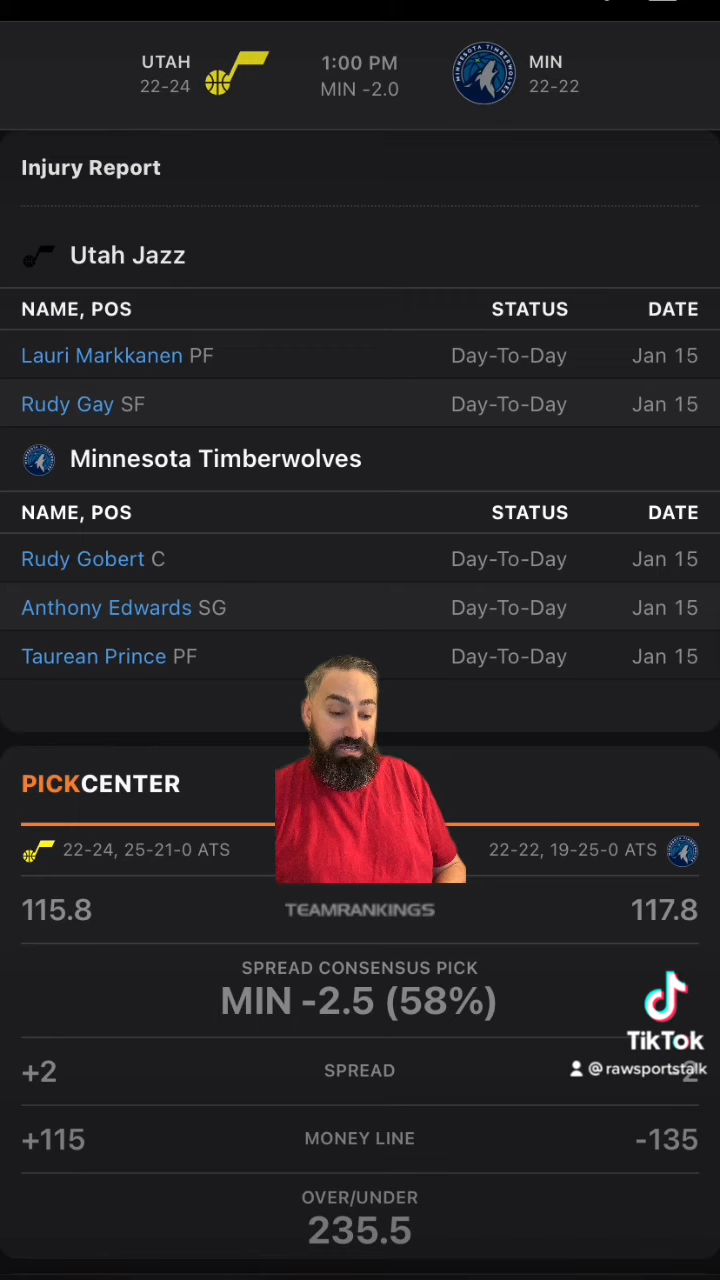 UTAH
22-24
1:00 PM
MIN -2.0
MIN
22-22
Injury Report
Utah Jazz
NAME, POS STATUS DATE
Lauri Markkanen PF Day-To-Day Jan 15
Rudy Gay SF Day-To-Day Jan 15
Minnesota Timberwolves
NAME, POS STATUS DATE
Rudy Gobert C Day-To-Day Jan 15
Anthony Edwards SG Day-To-Day Jan 15
Taurean Prince PF Day-To-Day Jan 15
PICKCENTER
22-24, 25-21-0 ATS 22-22, 19-25-0 ATS
115.8 TEAMRANKINGS 117.8
SPREAD CONSENSUS PICK
MIN -2.5 (58%)
TikTok
@rawsportstalk
+2 SPREAD -2
+115 MONEY LINE -135
OVER/UNDER
235.5